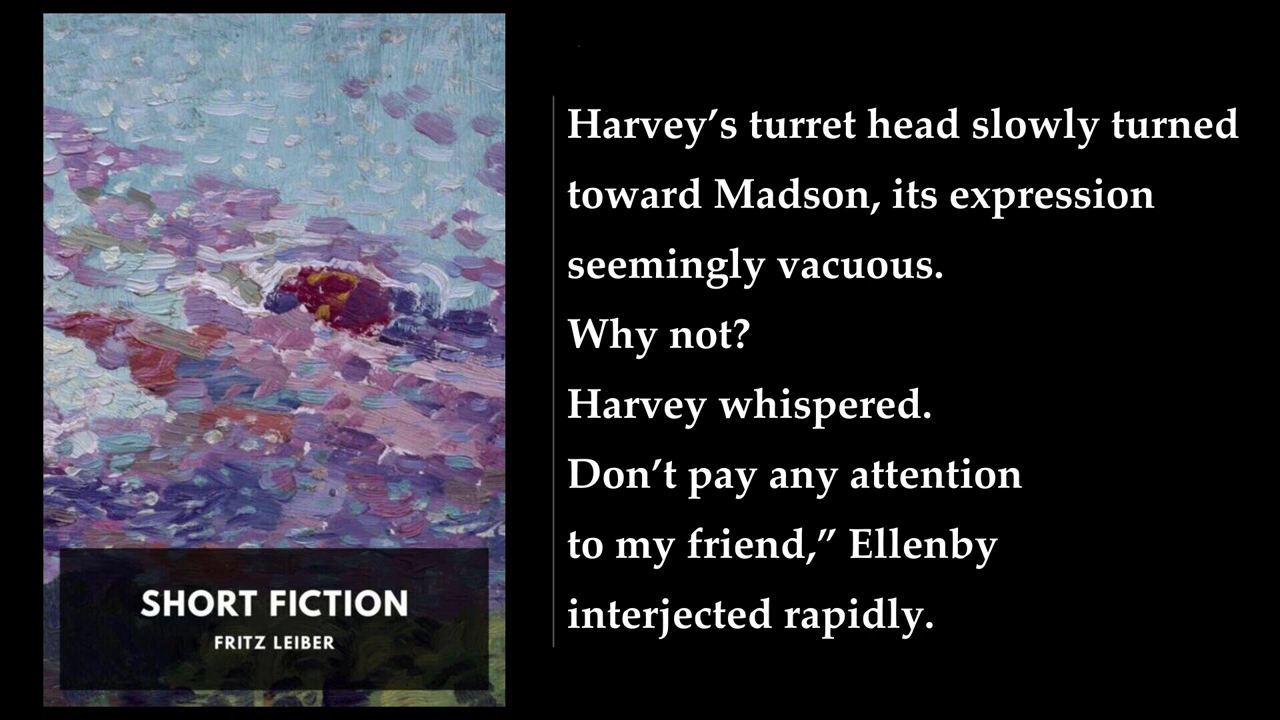 Harvey’s turret head slowly turned
toward Madson, its expression
seemingly vacuous.
Why not?
Harvey whispered.
Don’t pay any attention
to my friend,” Ellenby
interjected rapidly.
SHORT FICTION
FRITZ LEIBER